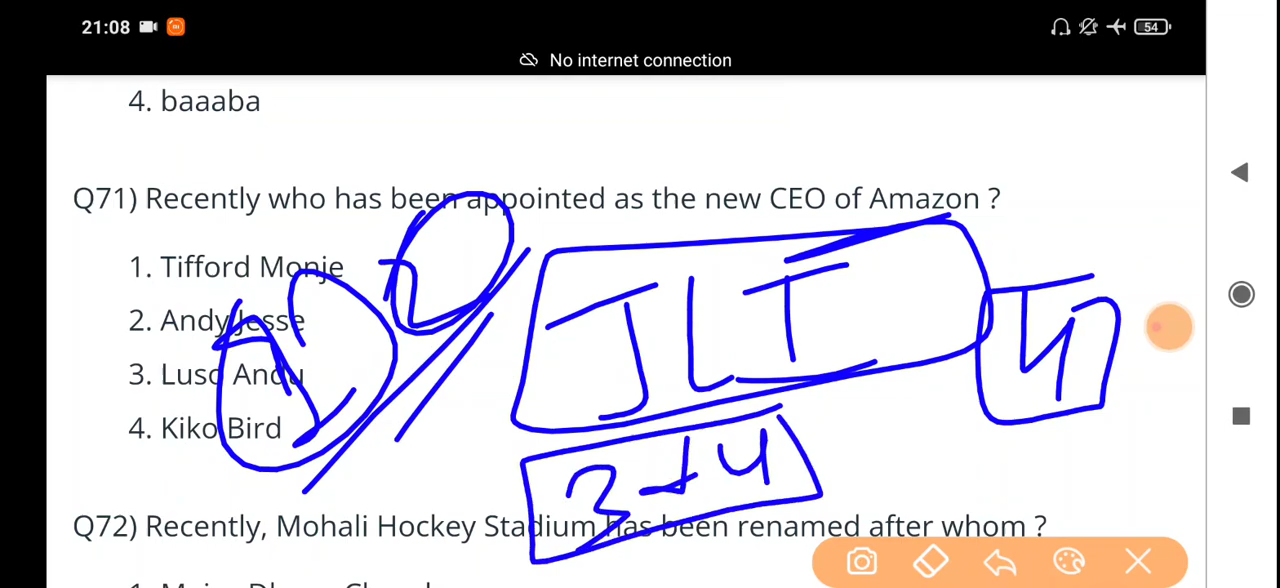 21:08
54
No internet connection
4. baaaba
Q71) Recently who has been appointed as the new CEO of Amazon ?
1. Tifford Monje
2. Andy Jesse
3. Luso Andu
4. Kiko Bird
JLT
3+4
Q72) Recently, Mohali Hockey Stadium has been renamed after whom ?